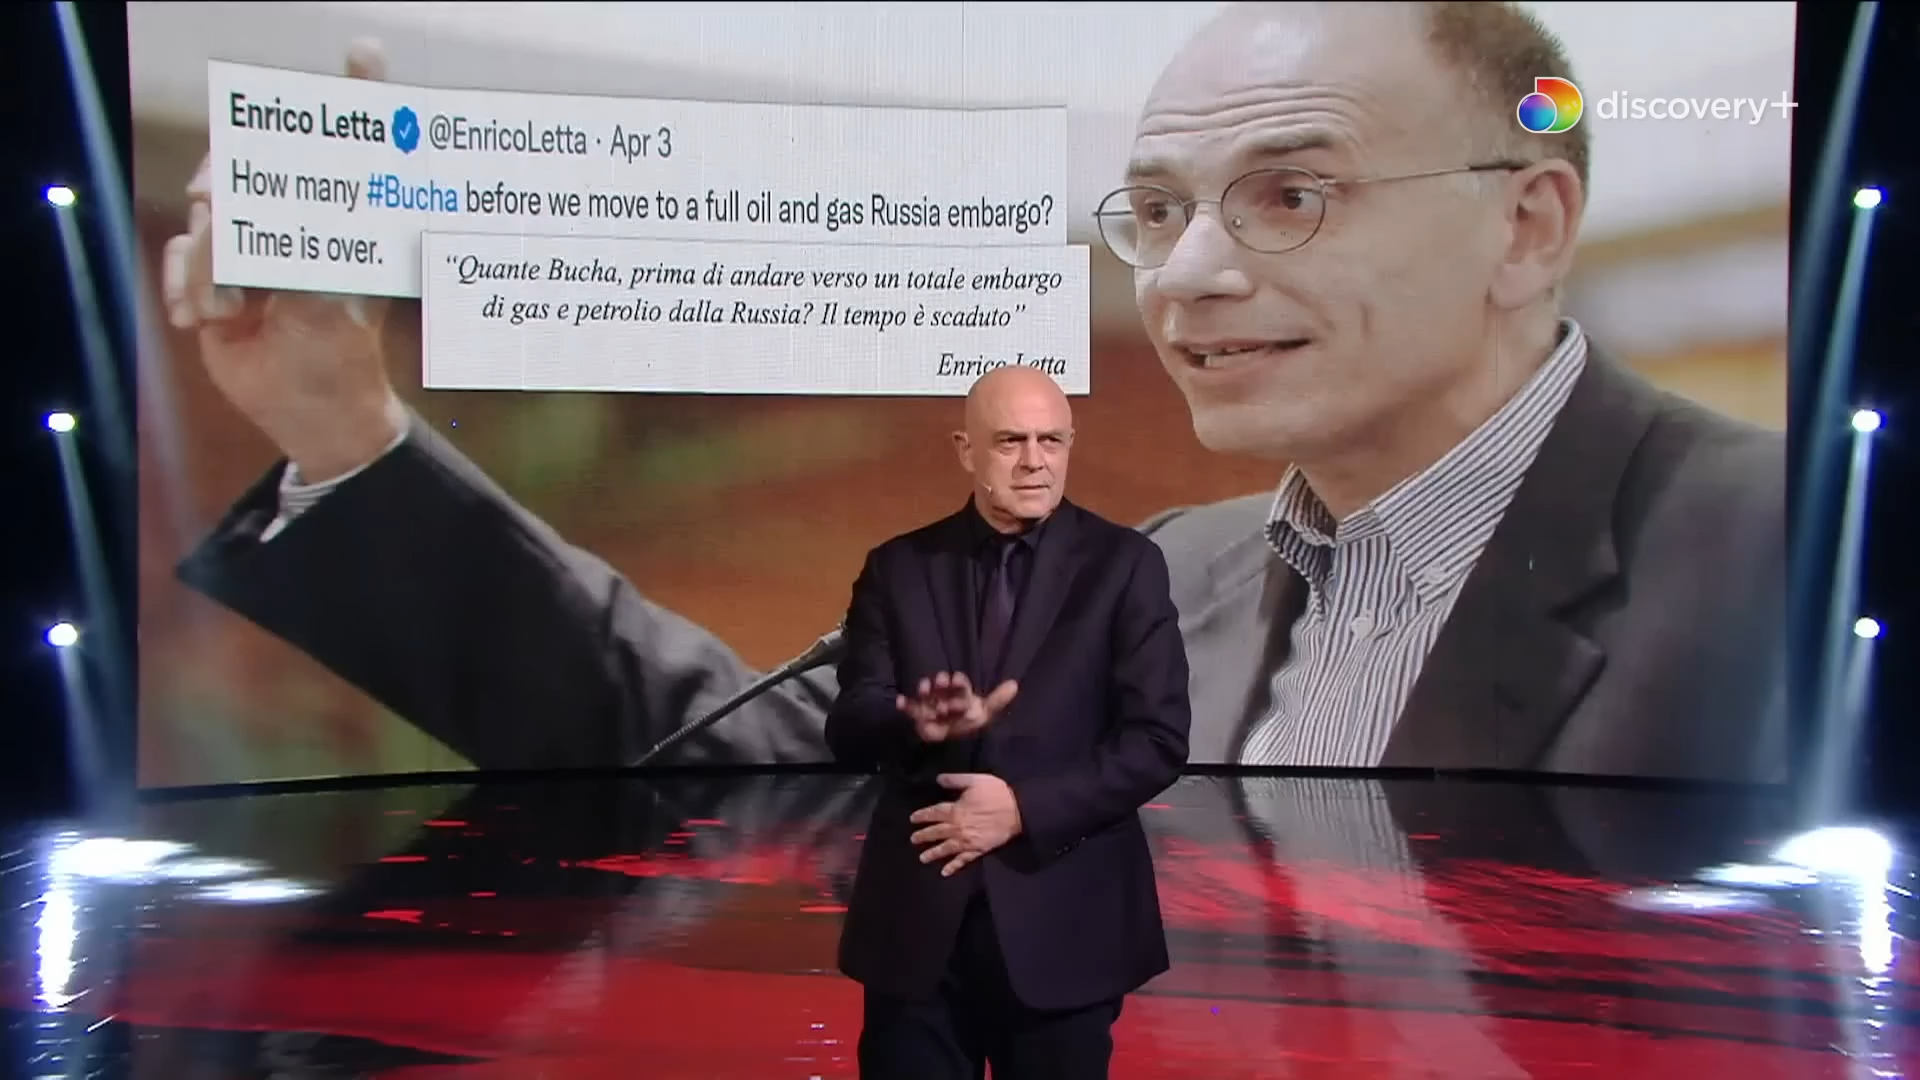 discovery+
Enrico Letta @EnricoLetta · Apr 3
How many #Bucha before we move to a full oil and gas Russia embargo?
Time is over.
“Quante Bucha, prima di andare verso un totale embargo
di gas e petrolio dalla Russia? Il tempo è scaduto”
Enrico Letta